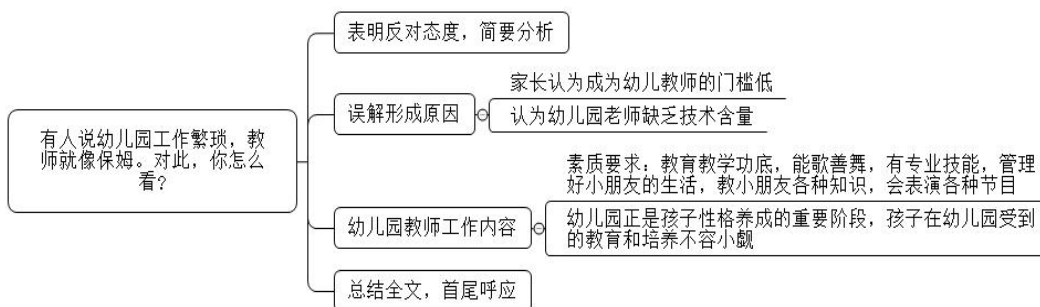 有人说幼儿园工作繁琐，教
师就像保姆。对此，你怎么
看？
表明反对态度，简要分析
误解形成原因
家长认为成为幼儿教师的门槛低
认为幼儿园老师缺乏技术含量
幼儿园教师工作内容
素质要求：教育教学功底，能歌善舞，有专业技能，管理
好小朋友的生活，教小朋友各种知识，会表演各种节目
幼儿园正是孩子性格养成的重要阶段，孩子在幼儿园受到
的教育和培养不容小觑
总结全文，首尾呼应